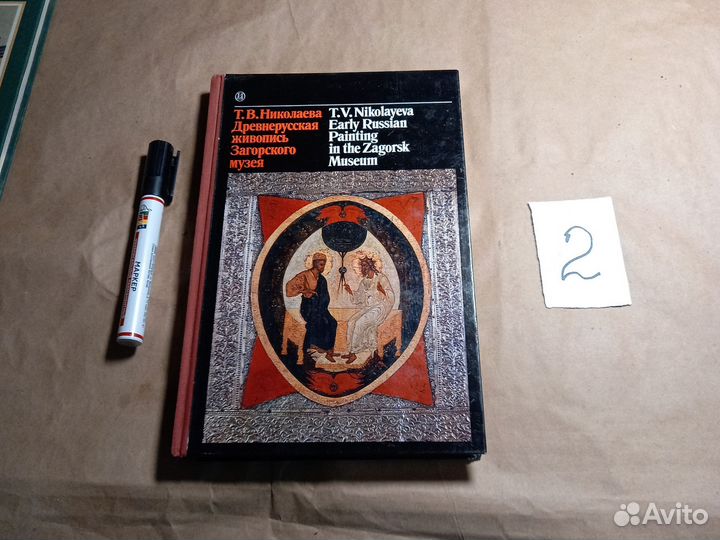 Т. В. Николаева
Древнерусская
живопись
Загорского
музея
T. V. Nikolayeva
Early Russian
Painting
in the Zagorsk
Museum
МАРКЕР
2
Avito